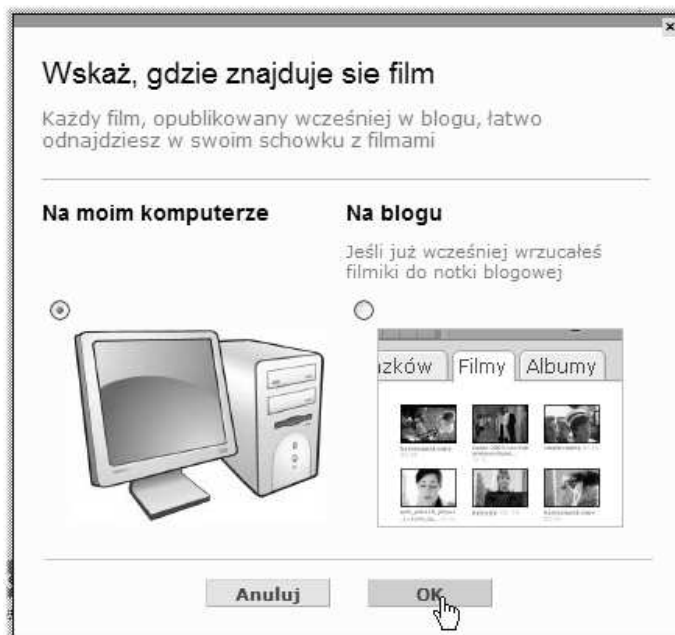 Wskaż, gdzie znajduje sie film
Każdy film, opublikowany wcześniej w blogu, łatwo
odnajdziesz w swoim schowku z filmami
Na moim komputerze
Na blogu
Jeśli już wcześniej wrzucałeś
filmiki do notki blogowej
zków Filmy Albumy
Anuluj OK